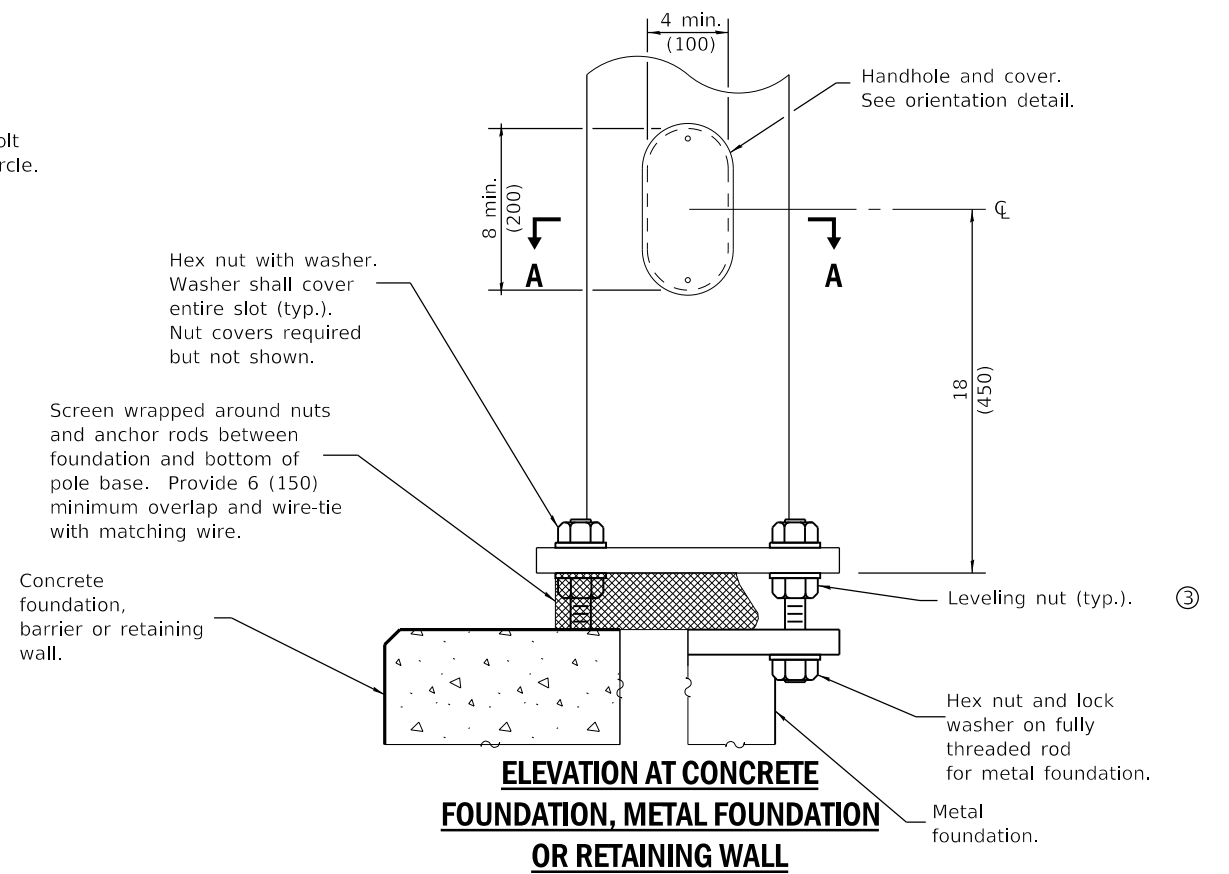 4 min.
(100)
Handhole and cover.
See orientation detail.
olt
rcle.
8 min.
(200)
℄
A
A
Hex nut with washer.
Washer shall cover
entire slot (typ.).
Nut covers required
but not shown.
18
(450)
Screen wrapped around nuts
and anchor rods between
foundation and bottom of
pole base. Provide 6 (150)
minimum overlap and wire-tie
with matching wire.
Concrete
foundation,
barrier or retaining
wall.
Leveling nut (typ.). ③
Hex nut and lock
washer on fully
threaded rod
for metal foundation.
Metal
foundation.
ELEVATION AT CONCRETE
FOUNDATION, METAL FOUNDATION
OR RETAINING WALL